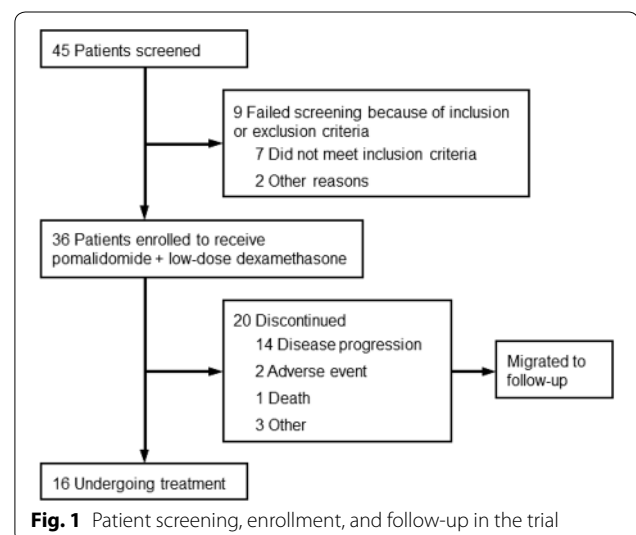 45 Patients screened
9 Failed screening because of inclusion
or exclusion criteria
7 Did not meet inclusion criteria
2 Other reasons
36 Patients enrolled to receive
pomalidomide + low-dose dexamethasone
20 Discontinued
14 Disease progression
2 Adverse event
1 Death
3 Other
Migrated to
follow-up
16 Undergoing treatment
Fig. 1 Patient screening, enrollment, and follow-up in the trial